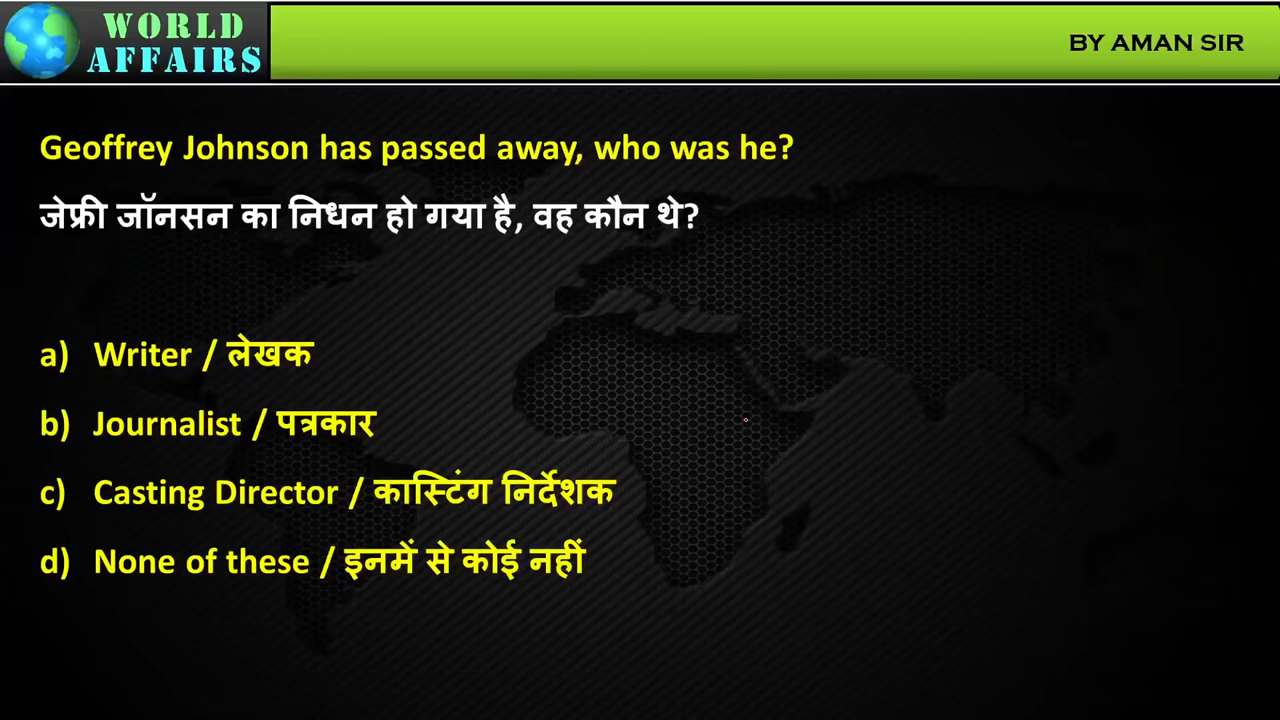 WORLD
AFFAIRS
BY AMAN SIR
Geoffrey Johnson has passed away, who was he?
जेफ्री जॉनसन का निधन हो गया है, वह कौन थे?
a) Writer / लेखक
b) Journalist / पत्रकार
c) Casting Director / कास्टिंग निर्देशक
d) None of these / इनमें से कोई नहीं